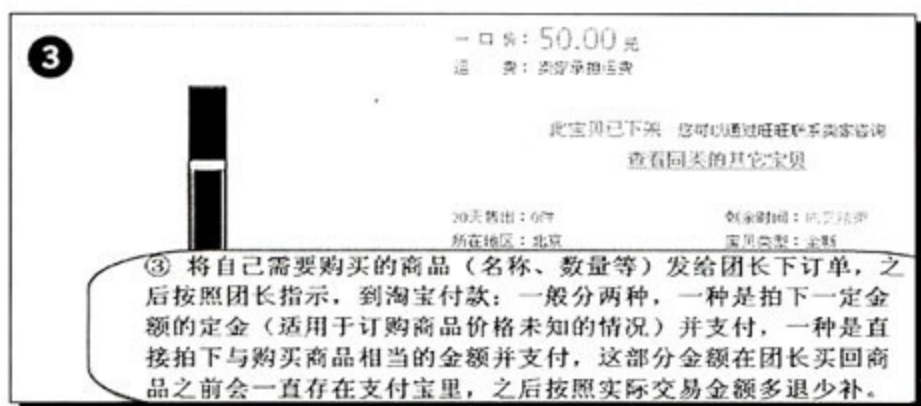 3
一口价：50.00元
运 费：卖家承担运费
此宝贝已下架 您可以通过旺旺联系卖家咨询
查看同类的其它宝贝
30天售出：0件 剩余时间：已经结束
所在地区：北京 宝贝类型：全新
③ 将自己需要购买的商品（名称、数量等）发给团长下订单，之
后按照团长指示，到淘宝付款：一般分两种，一种是拍下一定金
额的定金（适用于订购商品价格未知的情况）并支付，一种是直
接拍下与购买商品相当的金额并支付，这部分金额在团长买回商
品之前会一直存在支付宝里，之后按照实际交易金额多退少补。